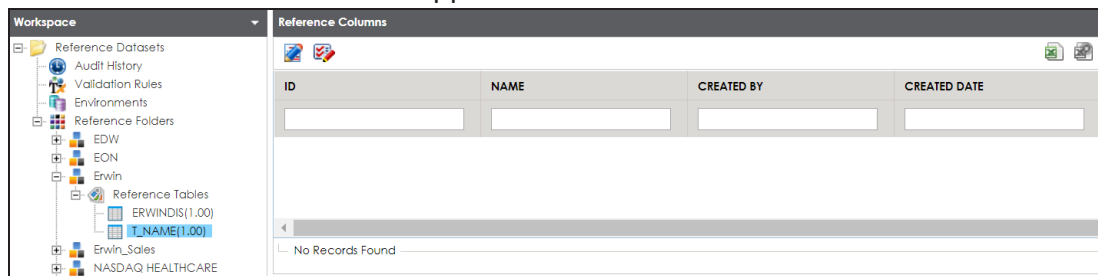 Workspace
Reference Datasets
Audit History
Validation Rules
Environments
Reference Folders
EDW
EON
Erwin
Reference Tables
ERWINDIS(1.00)
T_NAME(1.00)
Erwin_Sales
NASDAQ HEALTHCARE
Reference Columns
ID NAME CREATED BY CREATED DATE
No Records Found